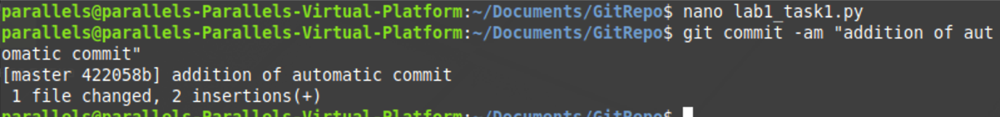 parallels@parallels-Parallels-Virtual-Platform:~/Documents/GitRepo$ nano lab1_task1.py
parallels@parallels-Parallels-Virtual-Platform:~/Documents/GitRepo$ git commit -am "addition of aut
omatic commit"
[master 422058b] addition of automatic commit
 1 file changed, 2 insertions(+)
parallels@parallels-Parallels-Virtual-Platform:~/Documents/GitRepo$